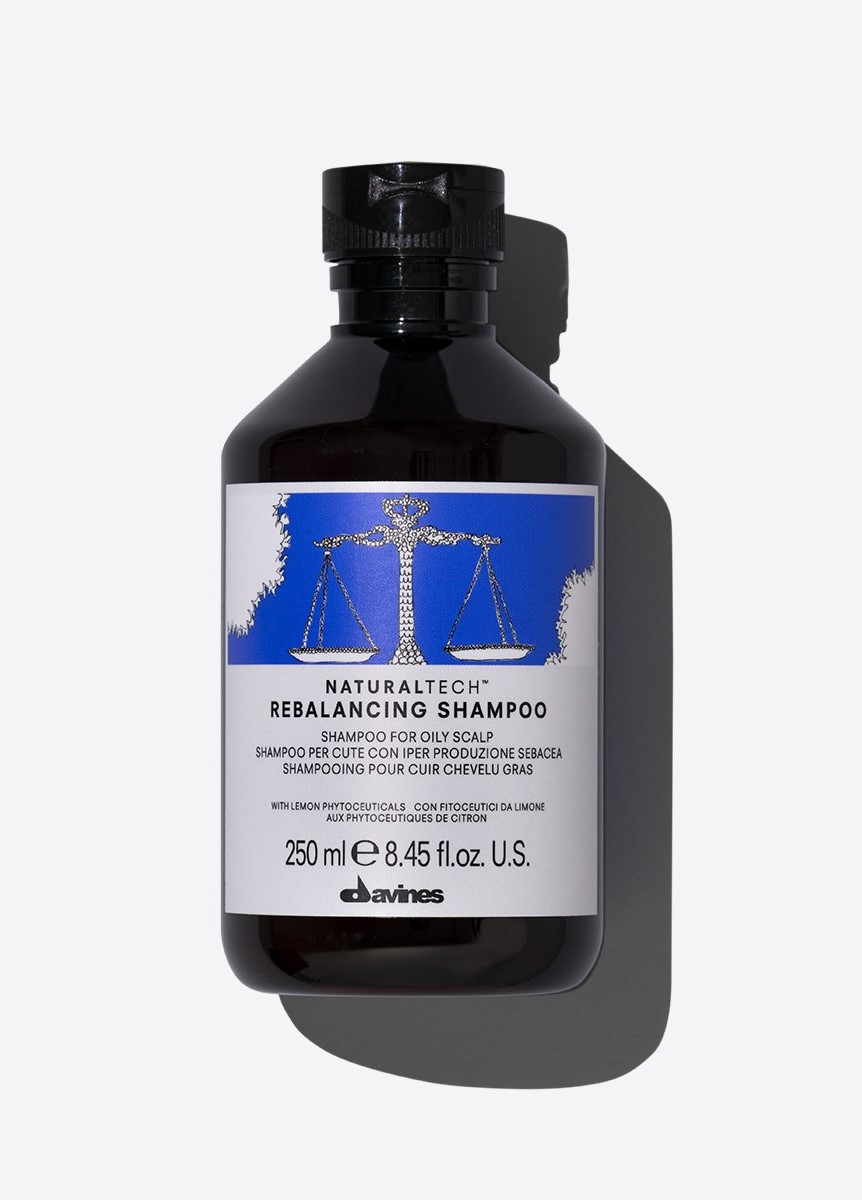 NATURALTECH™
REBALANCING SHAMPOO
SHAMPOO FOR OILY SCALP
SHAMPOO PER CUTE CON IPER PRODUZIONE SEBACEA
SHAMPOOING POUR CUIR CHEVELU GRAS
WITH LEMON PHYTOCEUTICALS CON FITOCEUTICI DA LIMONE
AUX PHYTOCEUTIQUES DE CITRON
250 ml ℮ 8.45 fl.oz. U.S.
davines